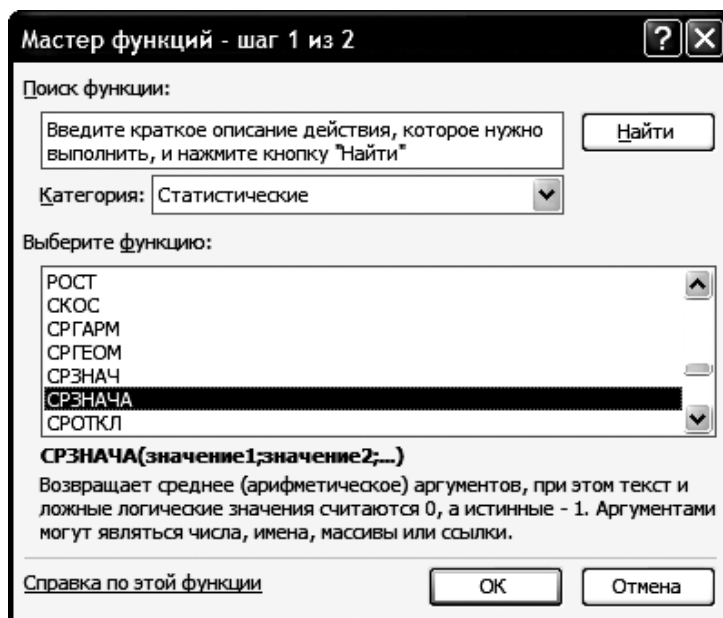 Мастер функций - шаг 1 из 2
Поиск функции:
Введите краткое описание действия, которое нужно
выполнить, и нажмите кнопку "Найти"
Найти
Категория: Статистические
Выберите функцию:
РОСТ
СКОС
СРГАРМ
СРГЕОМ
СРЗНАЧ
СРЗНАЧА
СРОТКЛ
СРЗНАЧА(значение1;значение2;...)
Возвращает среднее (арифметическое) аргументов, при этом текст и
ложные логические значения считаются 0, а истинные - 1. Аргументами
могут являться числа, имена, массивы или ссылки.
Справка по этой функции
ОК
Отмена